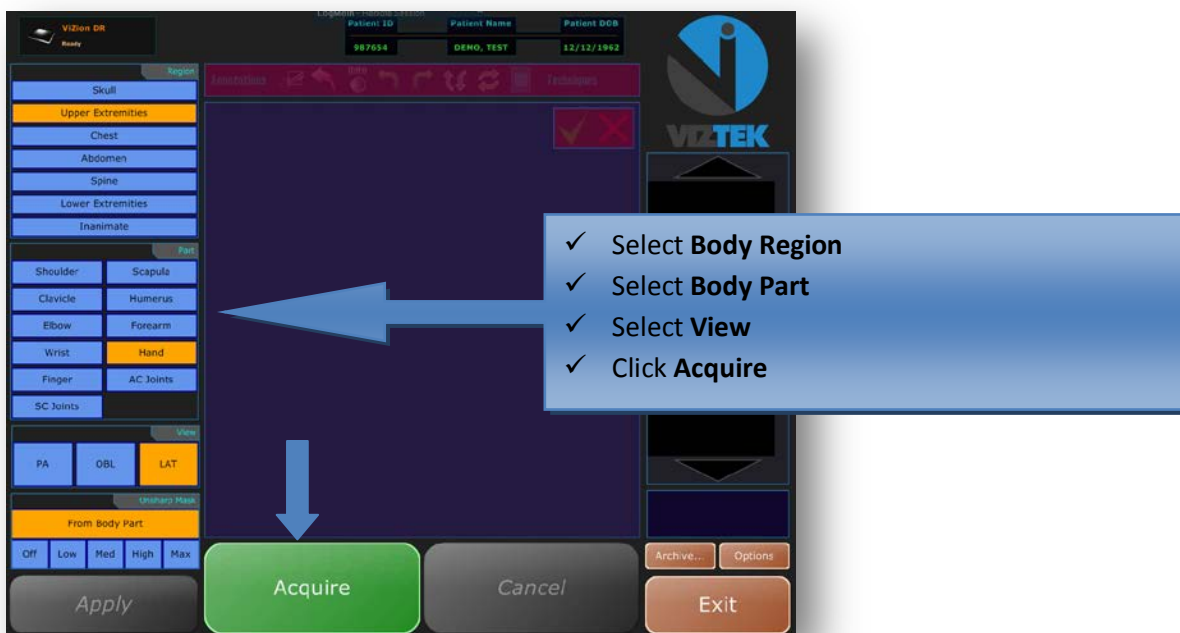 ViZion DR
Ready
Patient ID Patient Name Patient DOB
987654 DEMO, TEST 12/12/1962
Region
Skull
Upper Extremities
Chest
Abdomen
Spine
Lower Extremities
Inanimate
Annotations Techniques
VIZTEK
Part
Shoulder Scapula
Clavicle Humerus
Elbow Forearm
Wrist Hand
Finger AC Joints
SC Joints
✓ Select Body Region
✓ Select Body Part
✓ Select View
✓ Click Acquire
View
PA OBL LAT
Unsharp Mask
From Body Part
Off Low Med High Max
Apply
Acquire
Cancel
Archive... Options
Exit